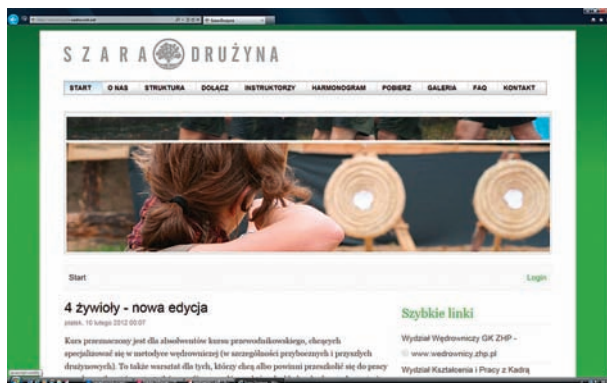 SZARA DRUŻYNA
START O NAS STRUKTURA DOŁĄCZ INSTRUKTORZY HARMONOGRAM POBIERZ GALERIA FAQ KONTAKT
Start
Login
4 żywioły - nowa edycja
piątek, 10 lutego 2012 00:07
Kurs przeznaczony jest dla absolwentów kursu przewodnikowskiego, chcących
specjalizować się w metodyce wędrowniczej (w szczególności przybocznych i przyszłych
drużynowych). To także warsztat dla tych, którzy chcą albo powinni przeszkolić się do pracy
Szybkie linki
Wydział Wędrowniczy GK ZHP -
www.wedrownicy.zhp.pl
Wydział Kształcenia i Pracy z Kadrą